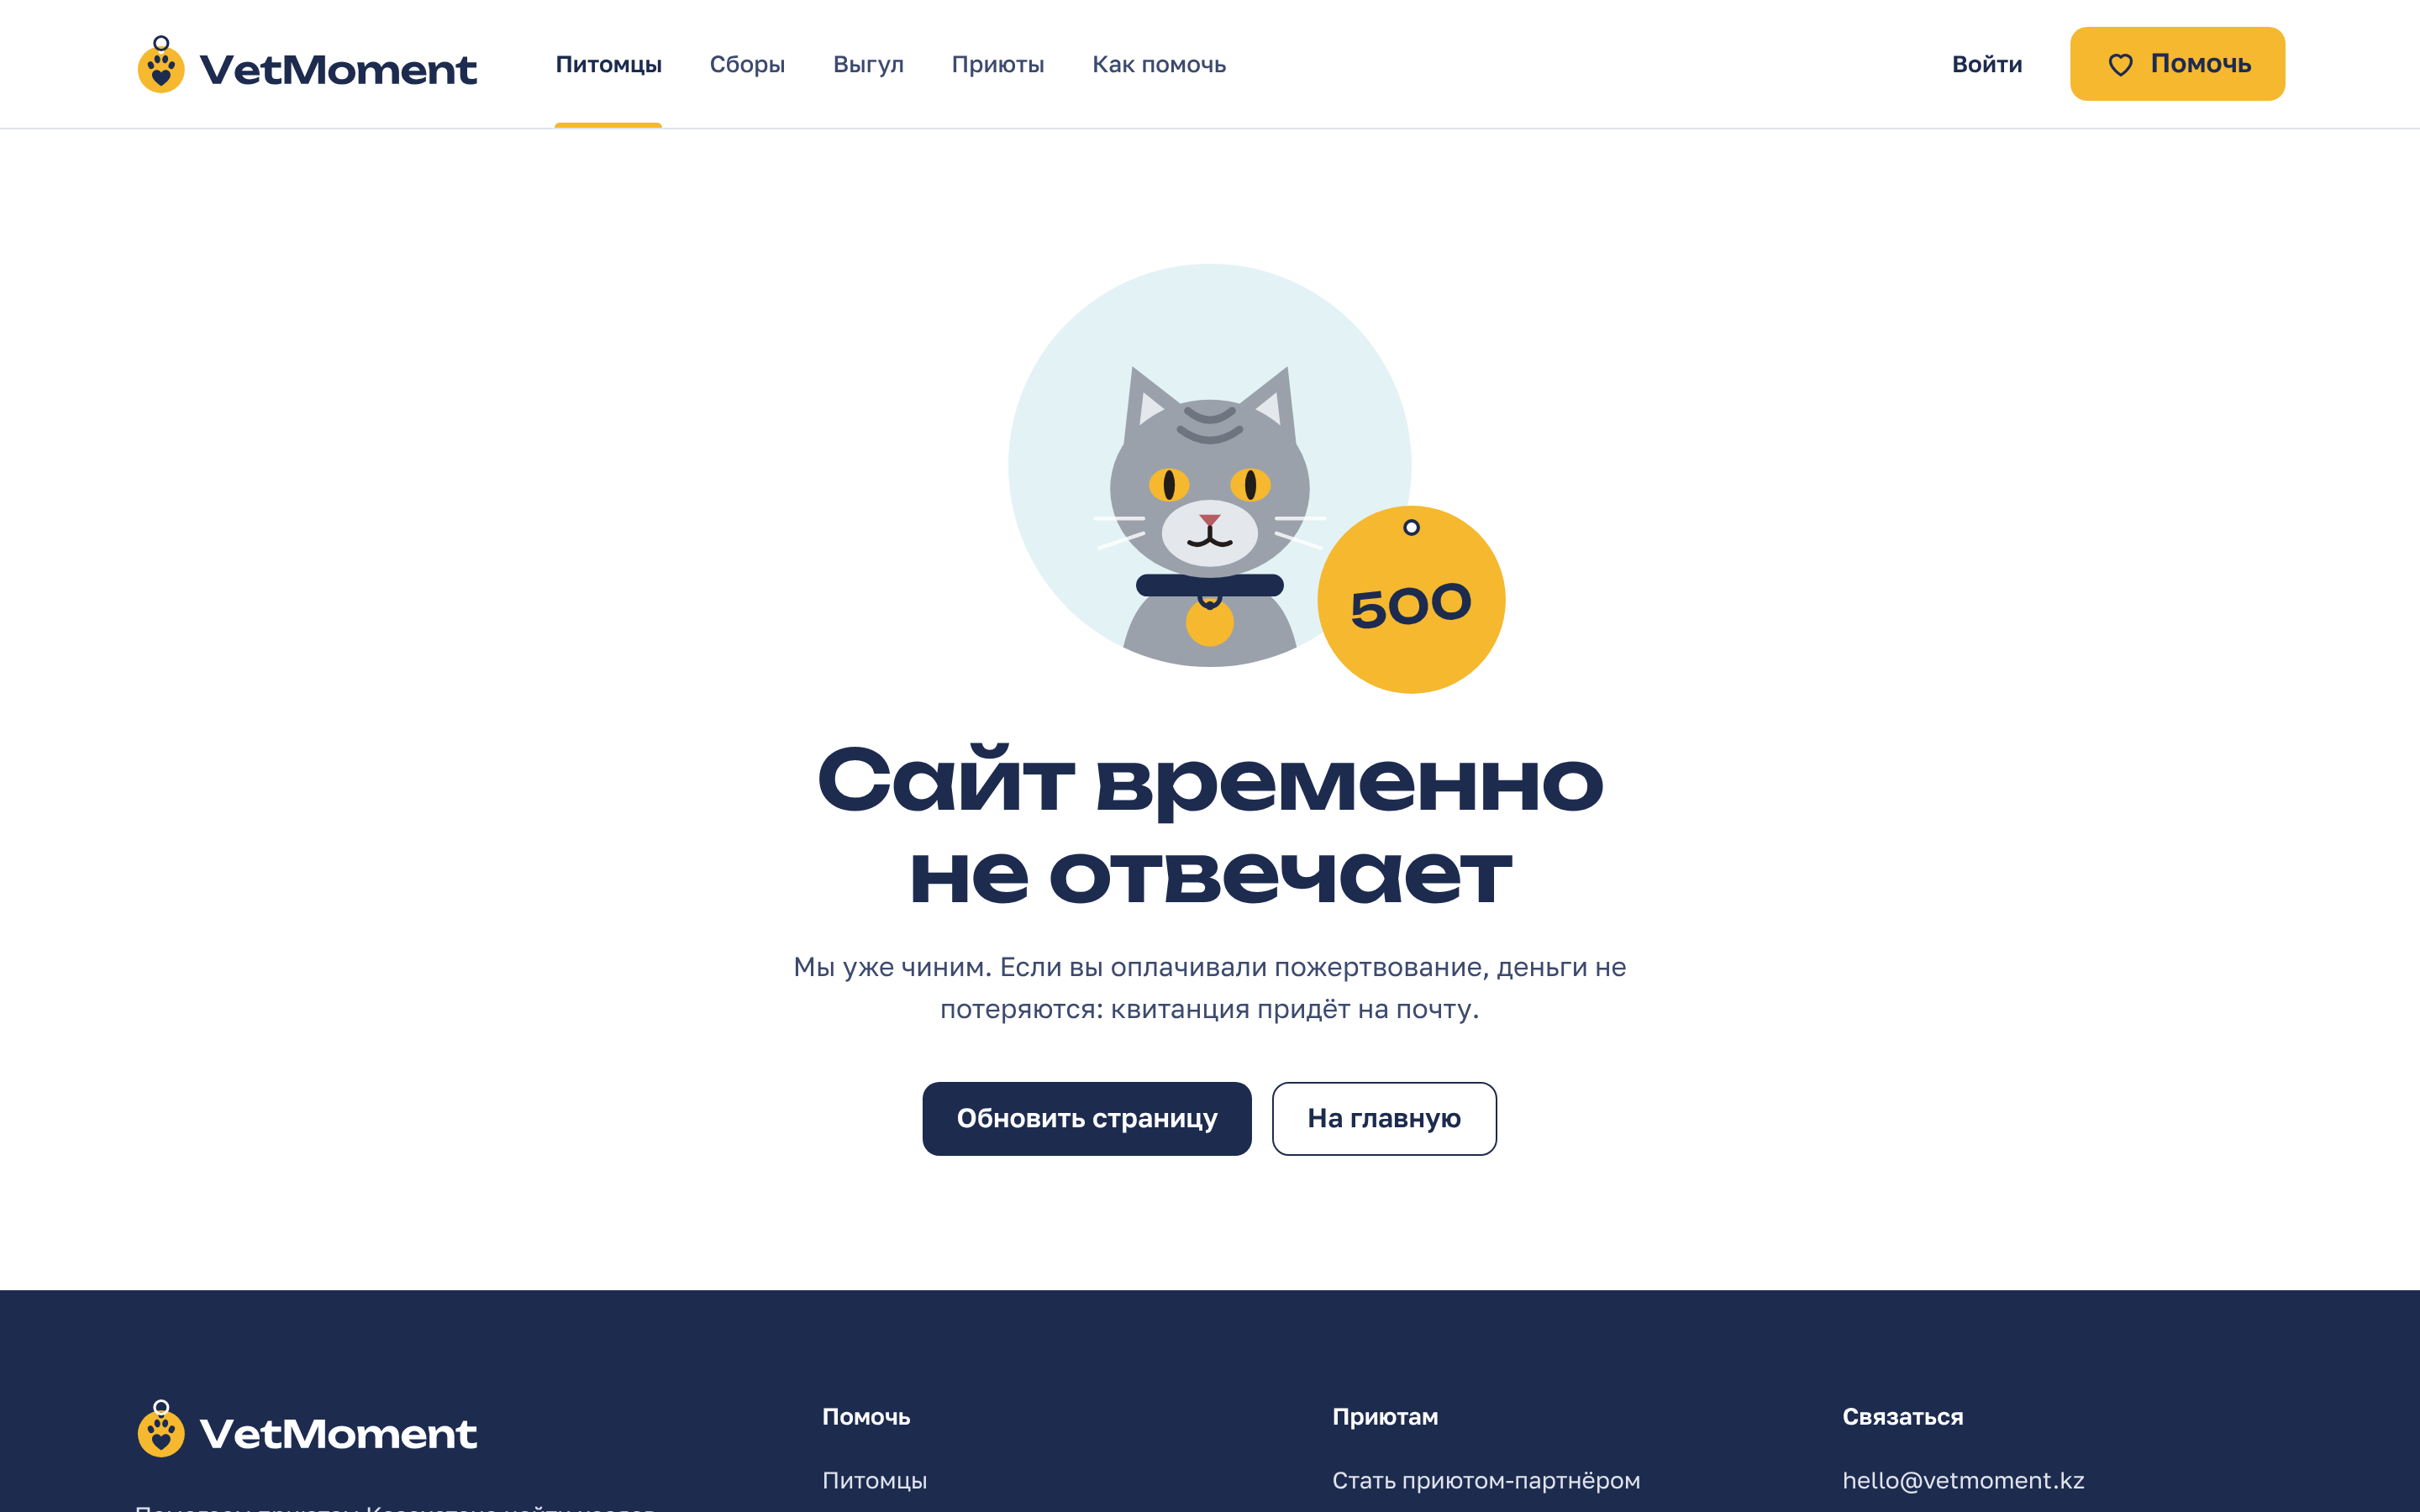 VetMoment
Питомцы
Сборы
Выгул
Приюты
Как помочь
Войти
Помочь
500
Сайт временно
не отвечает
Мы уже чиним. Если вы оплачивали пожертвование, деньги не
потеряются: квитанция придёт на почту.
Обновить страницу
На главную
VetMoment
Помочь
Приютам
Связаться
Питомцы
Стать приютом-партнёром
hello@vetmoment.kz